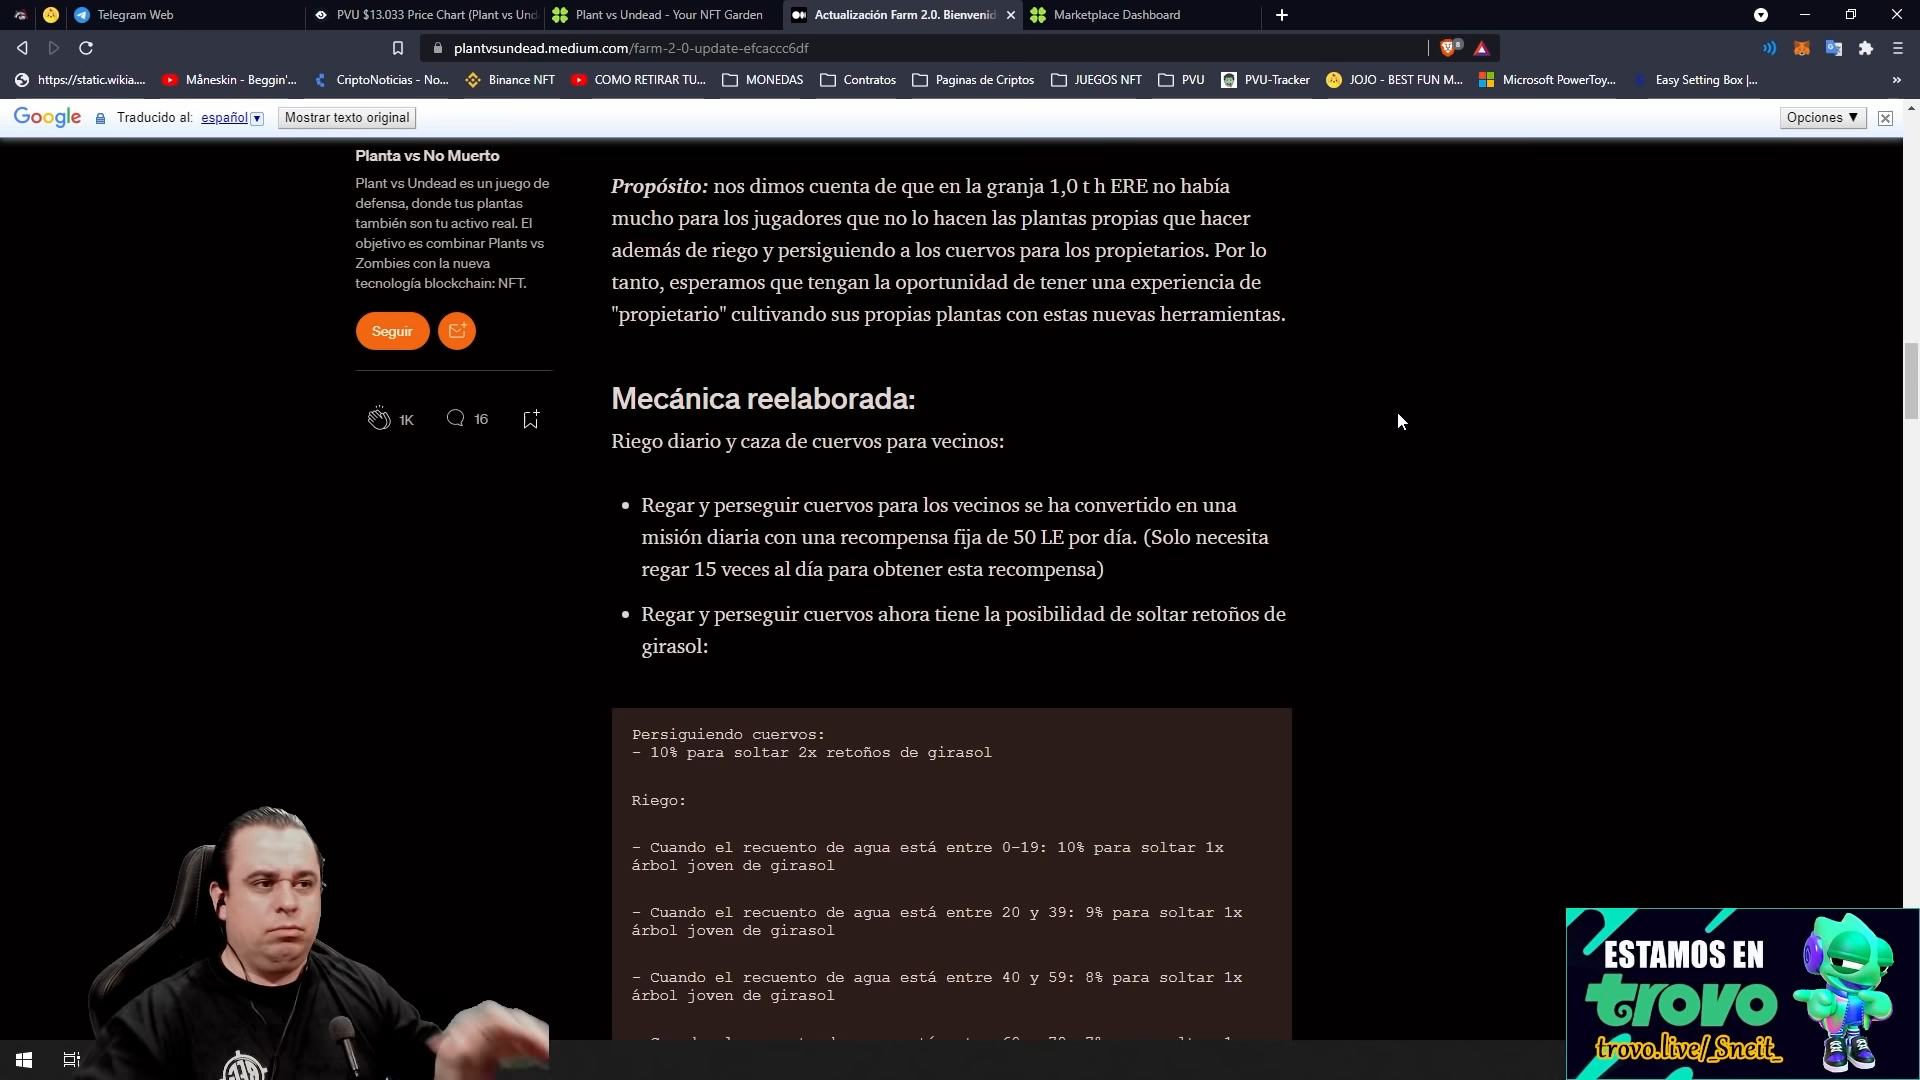 Telegram Web
PVU $13.033 Price Chart (Plant vs Und
Plant vs Undead - Your NFT Garden
Actualización Farm 2.0. Bienvenid
Marketplace Dashboard
plantvsundead.medium.com/farm-2-0-update-efcaccc6df
https://static.wikia....
Måneskin - Beggin'...
CriptoNoticias - No...
Binance NFT
COMO RETIRAR TU...
MONEDAS
Contratos
Paginas de Criptos
JUEGOS NFT
PVU
PVU-Tracker
JOJO - BEST FUN M...
Microsoft PowerToy...
Easy Setting Box |...
Google
Traducido al: español
Mostrar texto original
Opciones ▼
Planta vs No Muerto
Plant vs Undead es un juego de
defensa, donde tus plantas
también son tu activo real. El
objetivo es combinar Plants vs
Zombies con la nueva
tecnología blockchain: NFT.
Seguir
1K
16
Propósito: nos dimos cuenta de que en la granja 1,0 t h ERE no había
mucho para los jugadores que no lo hacen las plantas propias que hacer
además de riego y persiguiendo a los cuervos para los propietarios. Por lo
tanto, esperamos que tengan la oportunidad de tener una experiencia de
"propietario" cultivando sus propias plantas con estas nuevas herramientas.
Mecánica reelaborada:
Riego diario y caza de cuervos para vecinos:
• Regar y perseguir cuervos para los vecinos se ha convertido en una
misión diaria con una recompensa fija de 50 LE por día. (Solo necesita
regar 15 veces al día para obtener esta recompensa)
• Regar y perseguir cuervos ahora tiene la posibilidad de soltar retoños de
girasol:
Persiguiendo cuervos:
- 10% para soltar 2x retoños de girasol
Riego:
- Cuando el recuento de agua está entre 0-19: 10% para soltar 1x
árbol joven de girasol
- Cuando el recuento de agua está entre 20 y 39: 9% para soltar 1x
árbol joven de girasol
- Cuando el recuento de agua está entre 40 y 59: 8% para soltar 1x
árbol joven de girasol
ESTAMOS EN
trovo
trovo.live/_Sneit_